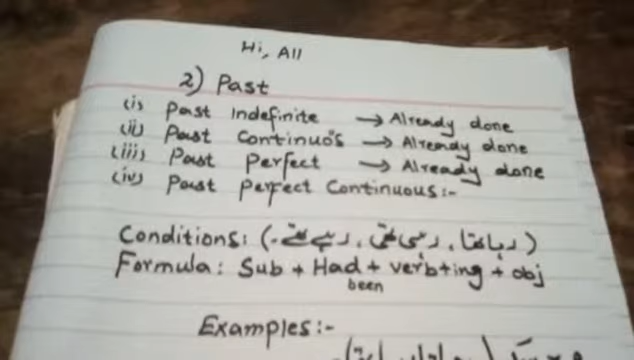 Hi, All
2) Past
(i) Past Indefinite → Already done
(ii) Past Continuo's → Already done
(iii) Past Perfect → Already done
(iv) Past Perfect Continuous:-
Conditions: (رہا تھا، رہی تھی، رہے تھے۔)
Formula: Sub + Had + verb+ing + obj
been
Examples:-